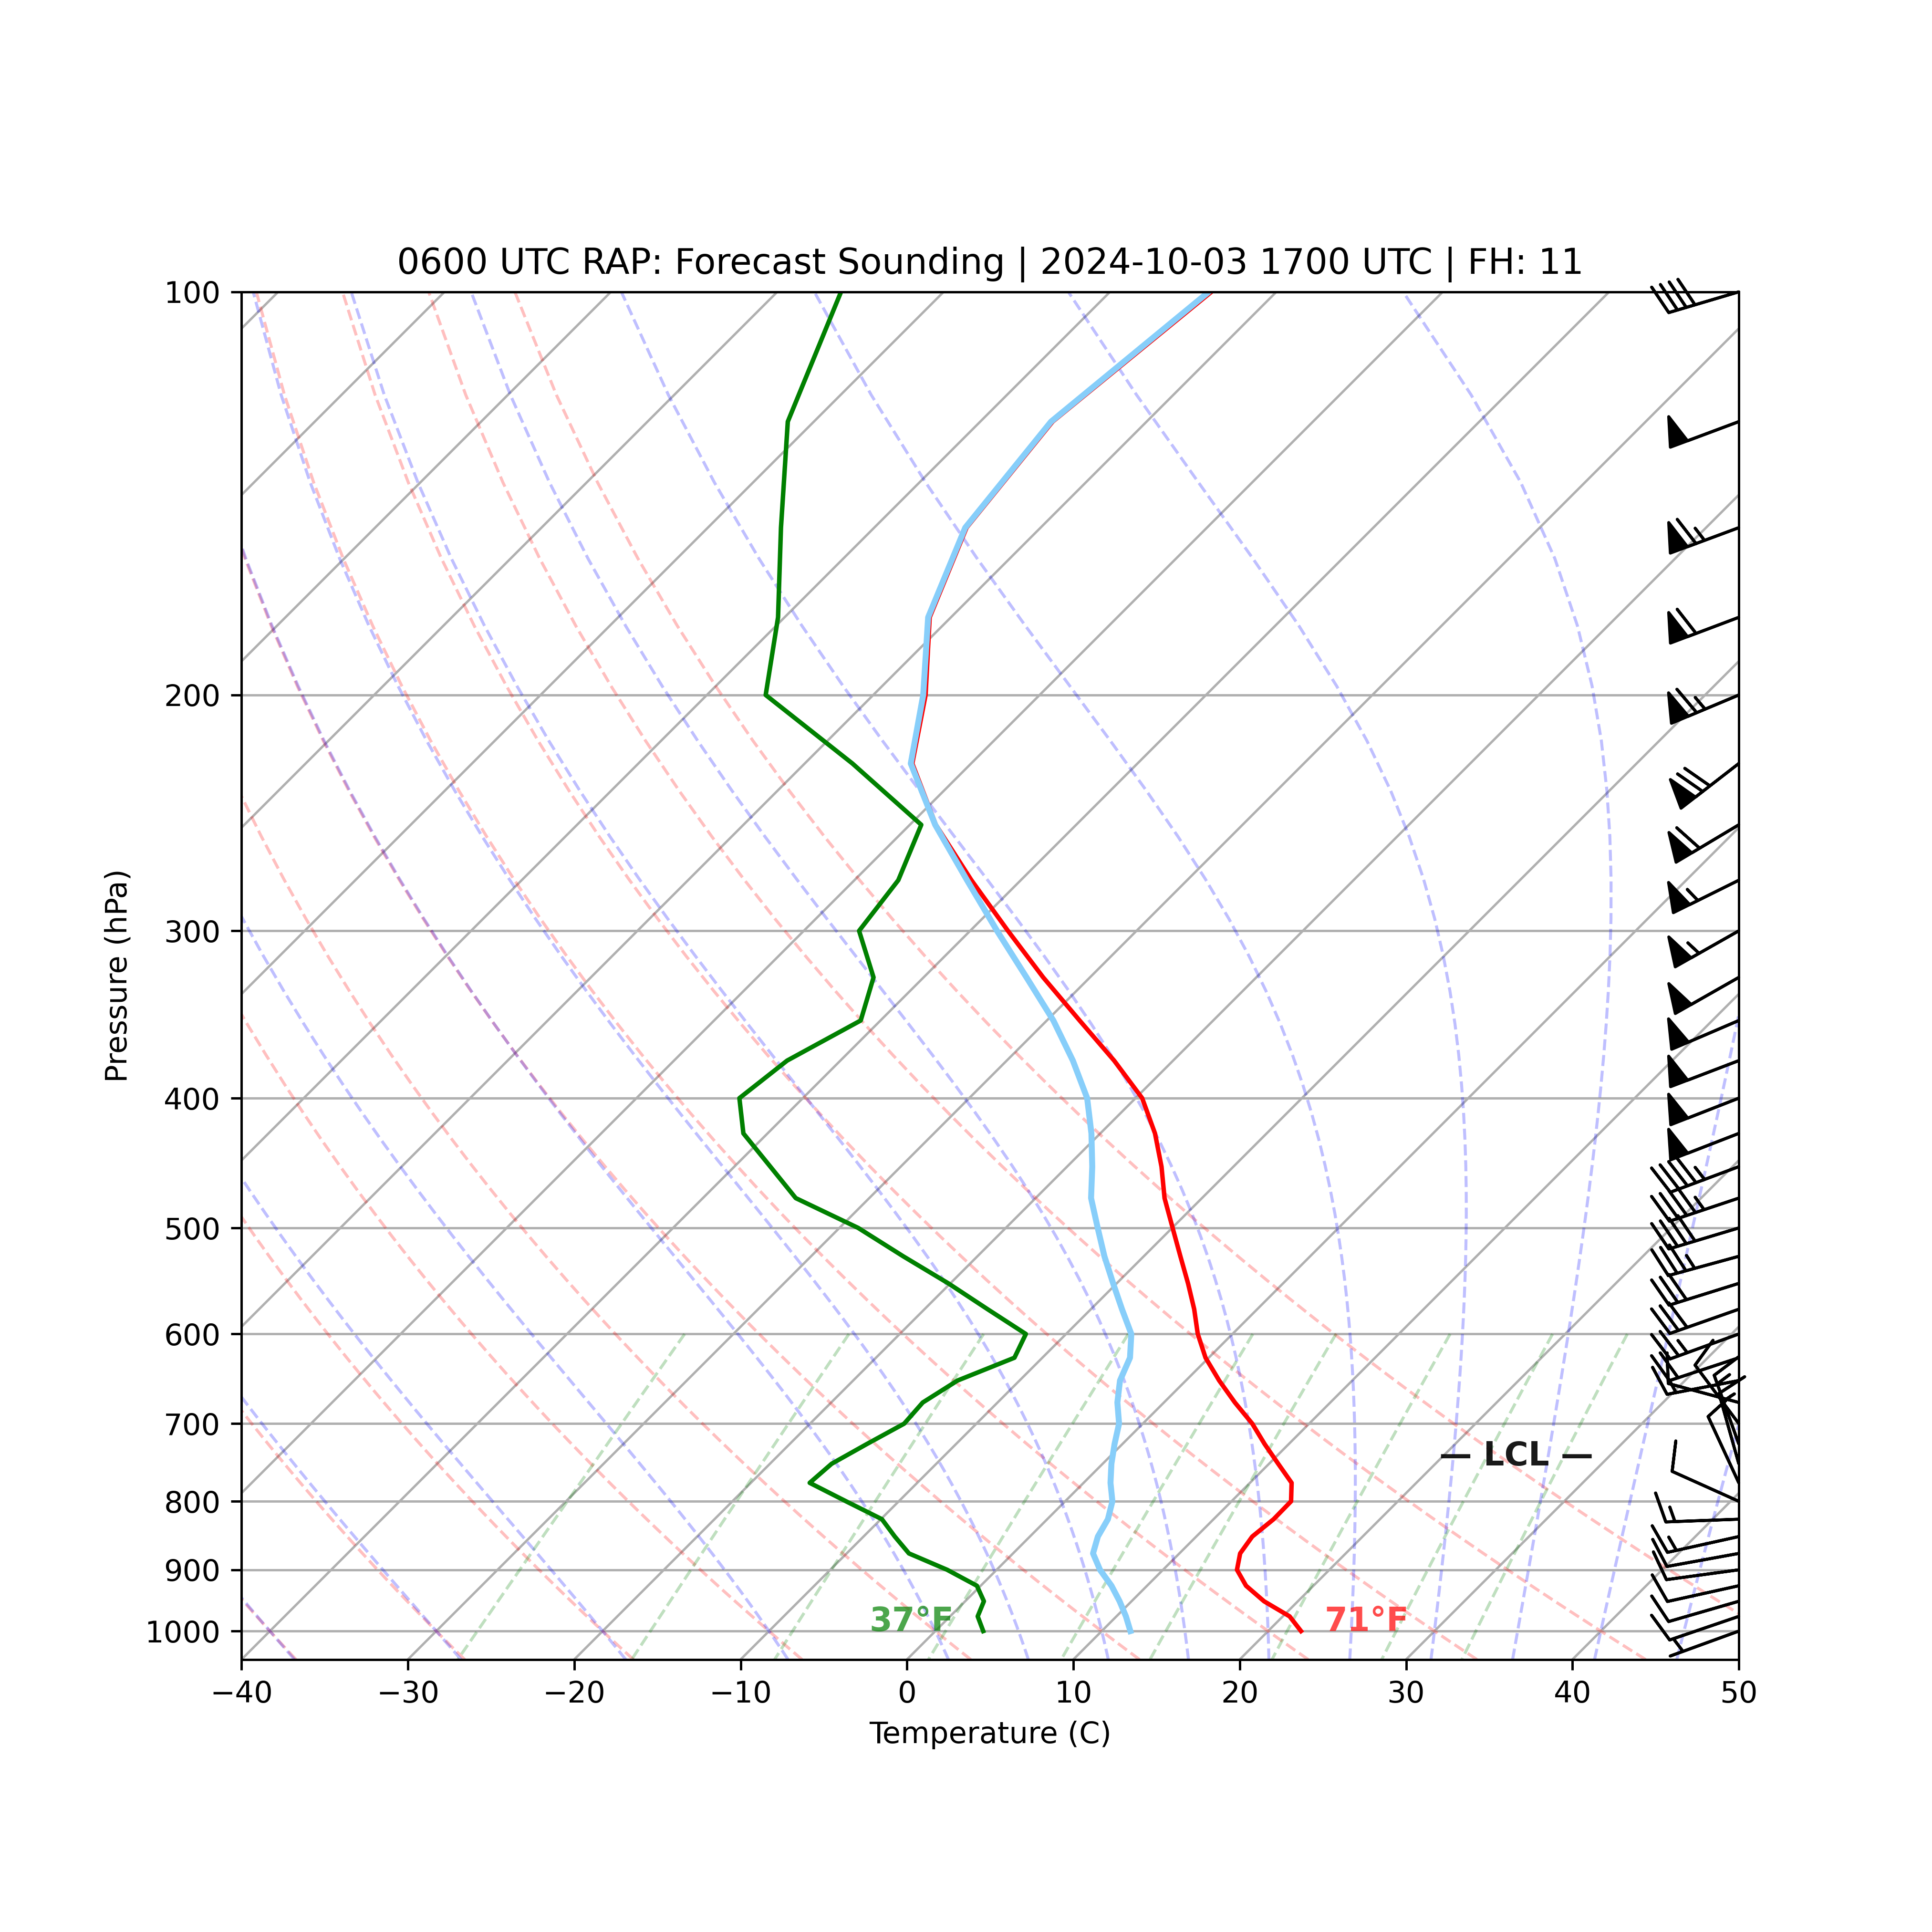 0600 UTC RAP: Forecast Sounding | 2024-10-03 1700 UTC | FH: 11
100
200
300
400
500
600
700
800
900
1000
Pressure (hPa)
— LCL —
37°F
71°F
−40 −30 −20 −10 0 10 20 30 40 50
Temperature (C)